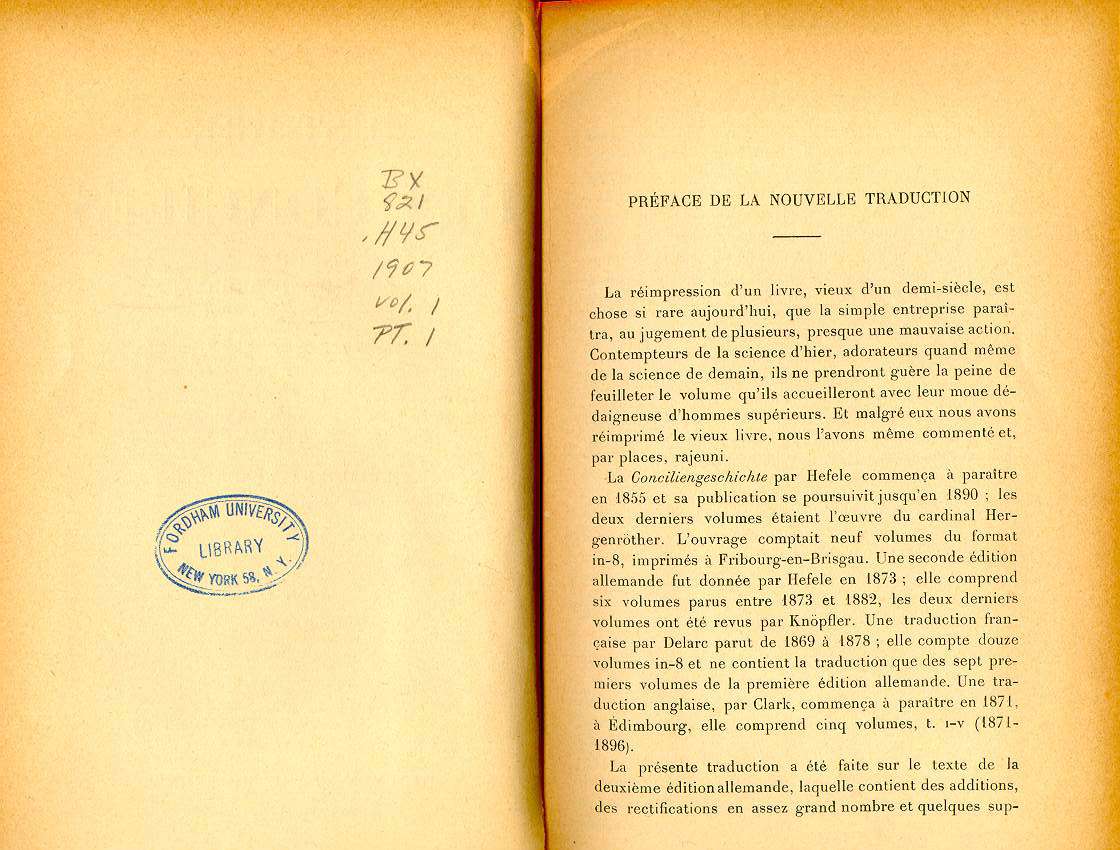 BX
821
.H45
1907
vol. 1
PT. 1
FORDHAM UNIVERSITY
LIBRARY
NEW YORK 58, N. Y.
PRÉFACE DE LA NOUVELLE TRADUCTION
La réimpression d'un livre, vieux d'un demi-siècle, est
chose si rare aujourd'hui, que la simple entreprise paraî-
tra, au jugement de plusieurs, presque une mauvaise action.
Contempteurs de la science d'hier, adorateurs quand même
de la science de demain, ils ne prendront guère la peine de
feuilleter le volume qu'ils accueilleront avec leur moue dé-
daigneuse d'hommes supérieurs. Et malgré eux nous avons
réimprimé le vieux livre, nous l'avons même commenté et,
par places, rajeuni.
La Conciliengeschichte par Hefele commença à paraître
en 1855 et sa publication se poursuivit jusqu'en 1890 ; les
deux derniers volumes étaient l'œuvre du cardinal Her-
genröther. L'ouvrage comptait neuf volumes du format
in-8, imprimés à Fribourg-en-Brisgau. Une seconde édition
allemande fut donnée par Hefele en 1873 ; elle comprend
six volumes parus entre 1873 et 1882, les deux derniers
volumes ont été revus par Knöpfler. Une traduction fran-
çaise par Delarc parut de 1869 à 1878 ; elle compte douze
volumes in-8 et ne contient la traduction que des sept pre-
miers volumes de la première édition allemande. Une tra-
duction anglaise, par Clark, commença à paraître en 1871,
à Édimbourg, elle comprend cinq volumes, t. I-V (1871-
1896).
La présente traduction a été faite sur le texte de la
deuxième édition allemande, laquelle contient des additions,
des rectifications en assez grand nombre et quelques sup-